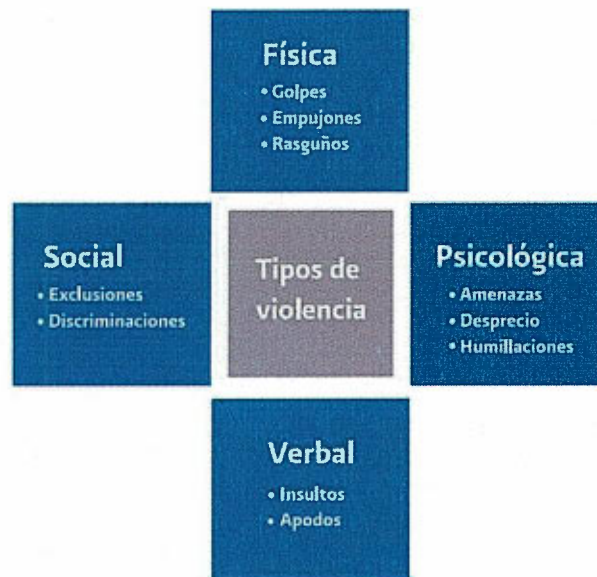 Física
• Golpes
• Empujones
• Rasguños
Social
• Exclusiones
• Discriminaciones
Tipos de
violencia
Psicológica
• Amenazas
• Desprecio
• Humillaciones
Verbal
• Insultos
• Apodos